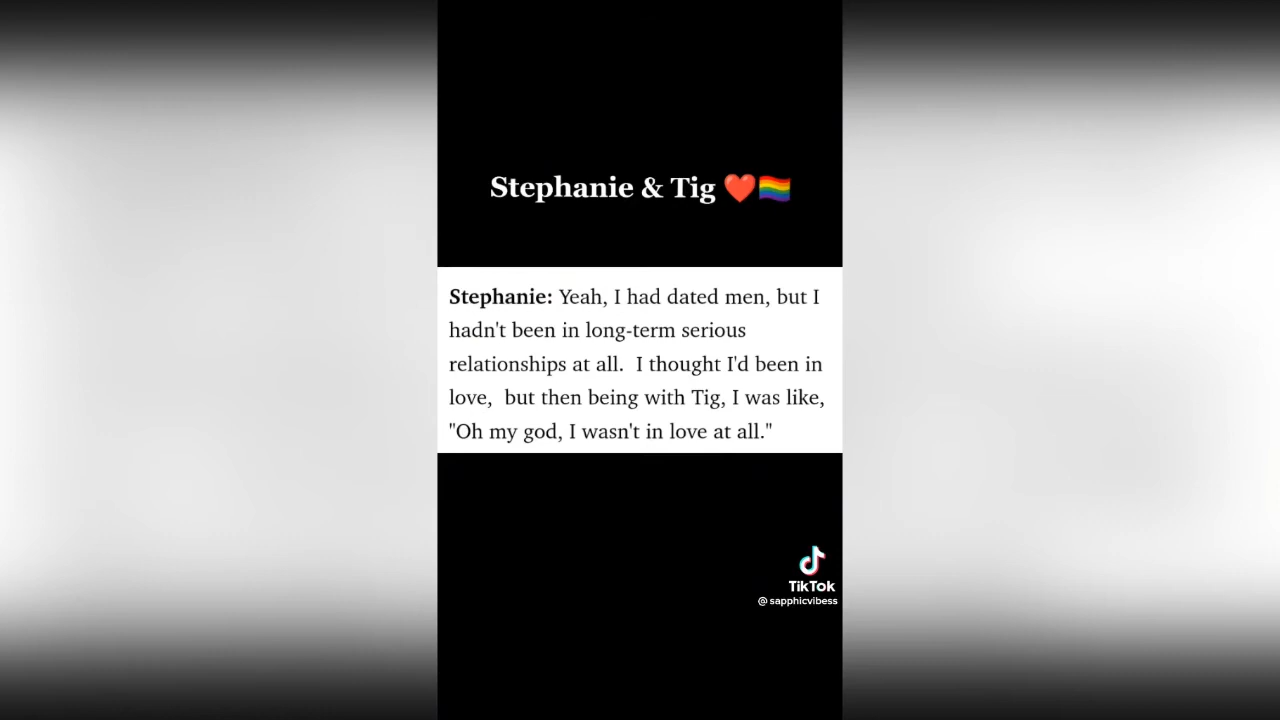 Stephanie & Tig ❤️🏳️‍🌈
Stephanie: Yeah, I had dated men, but I
hadn't been in long-term serious
relationships at all.  I thought I'd been in
love,  but then being with Tig, I was like,
"Oh my god, I wasn't in love at all."
TikTok
@sapphicvibess